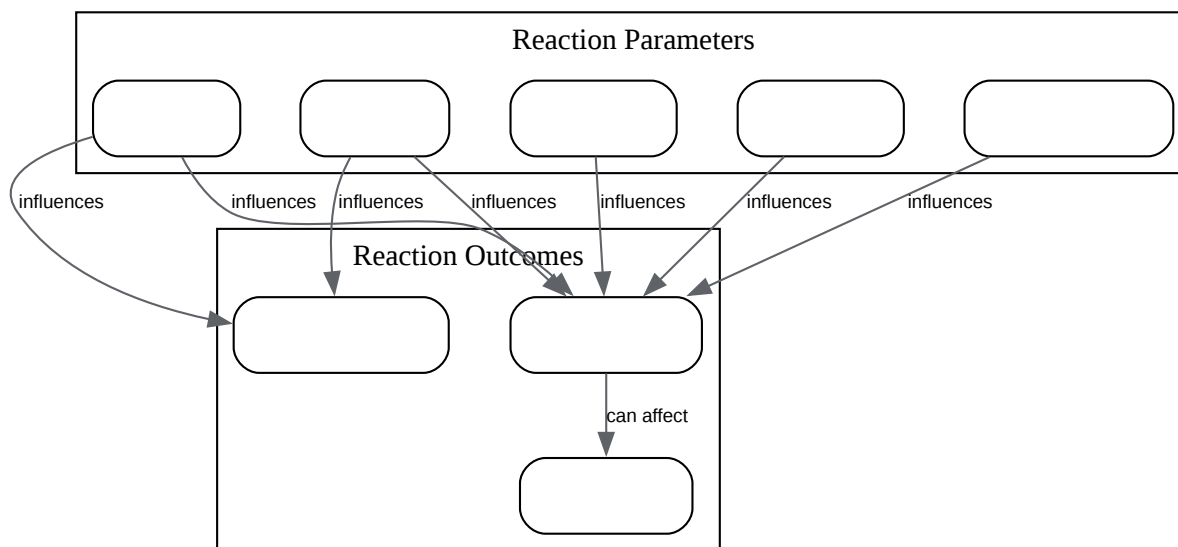 Reaction Parameters
influences
influences
influences
influences
influences
influences
influences
Reaction Outcomes
can affect